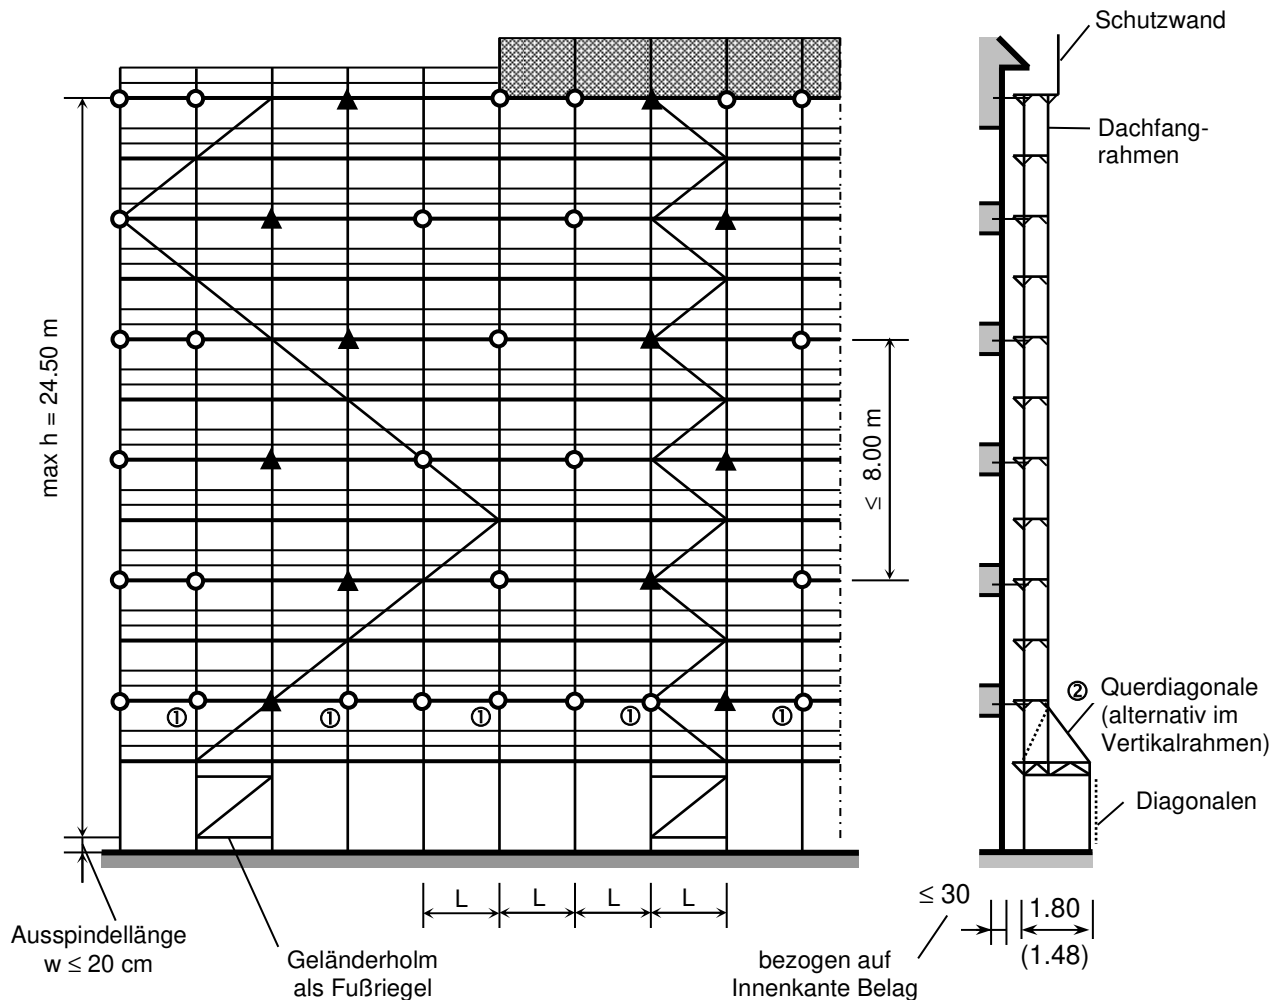 Schutzwand
Dachfang-
rahmen
max h = 24.50 m
≤ 8.00 m
② Querdiagonale
(alternativ im
Vertikalrahmen)
① ① ① ① ①
Diagonalen
L L L L
≤ 30
1.80
(1.48)
Ausspindellänge
w ≤ 20 cm
Geländerholm
als Fußriegel
bezogen auf
Innenkante Belag